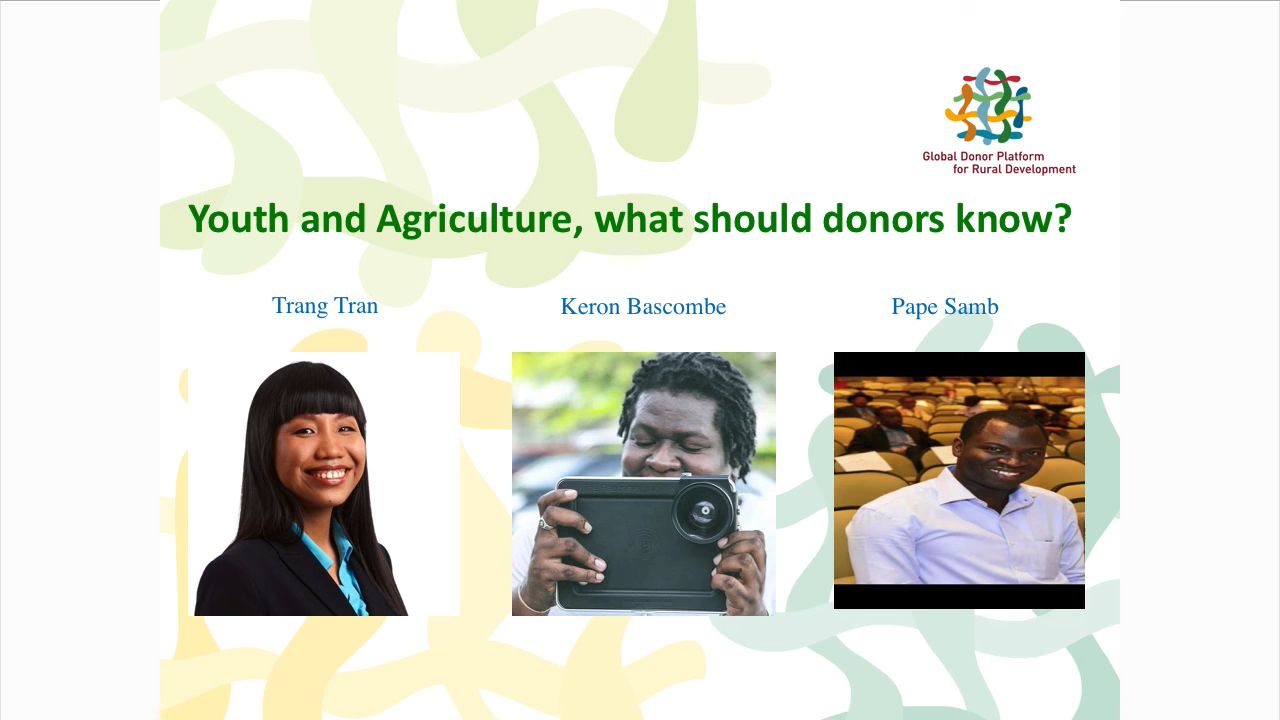 Global Donor Platform
for Rural Development
Youth and Agriculture, what should donors know?
Trang Tran
Keron Bascombe
Pape Samb